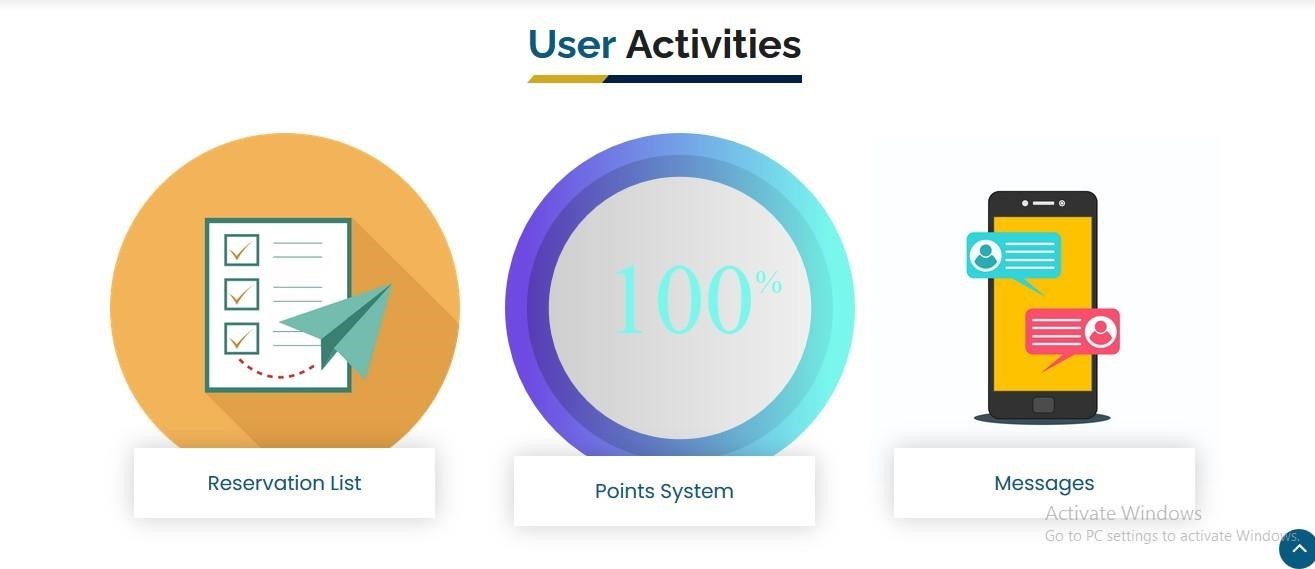 User Activities
100%
Reservation List
Points System
Messages
Activate Windows
Go to PC settings to activate Windows.